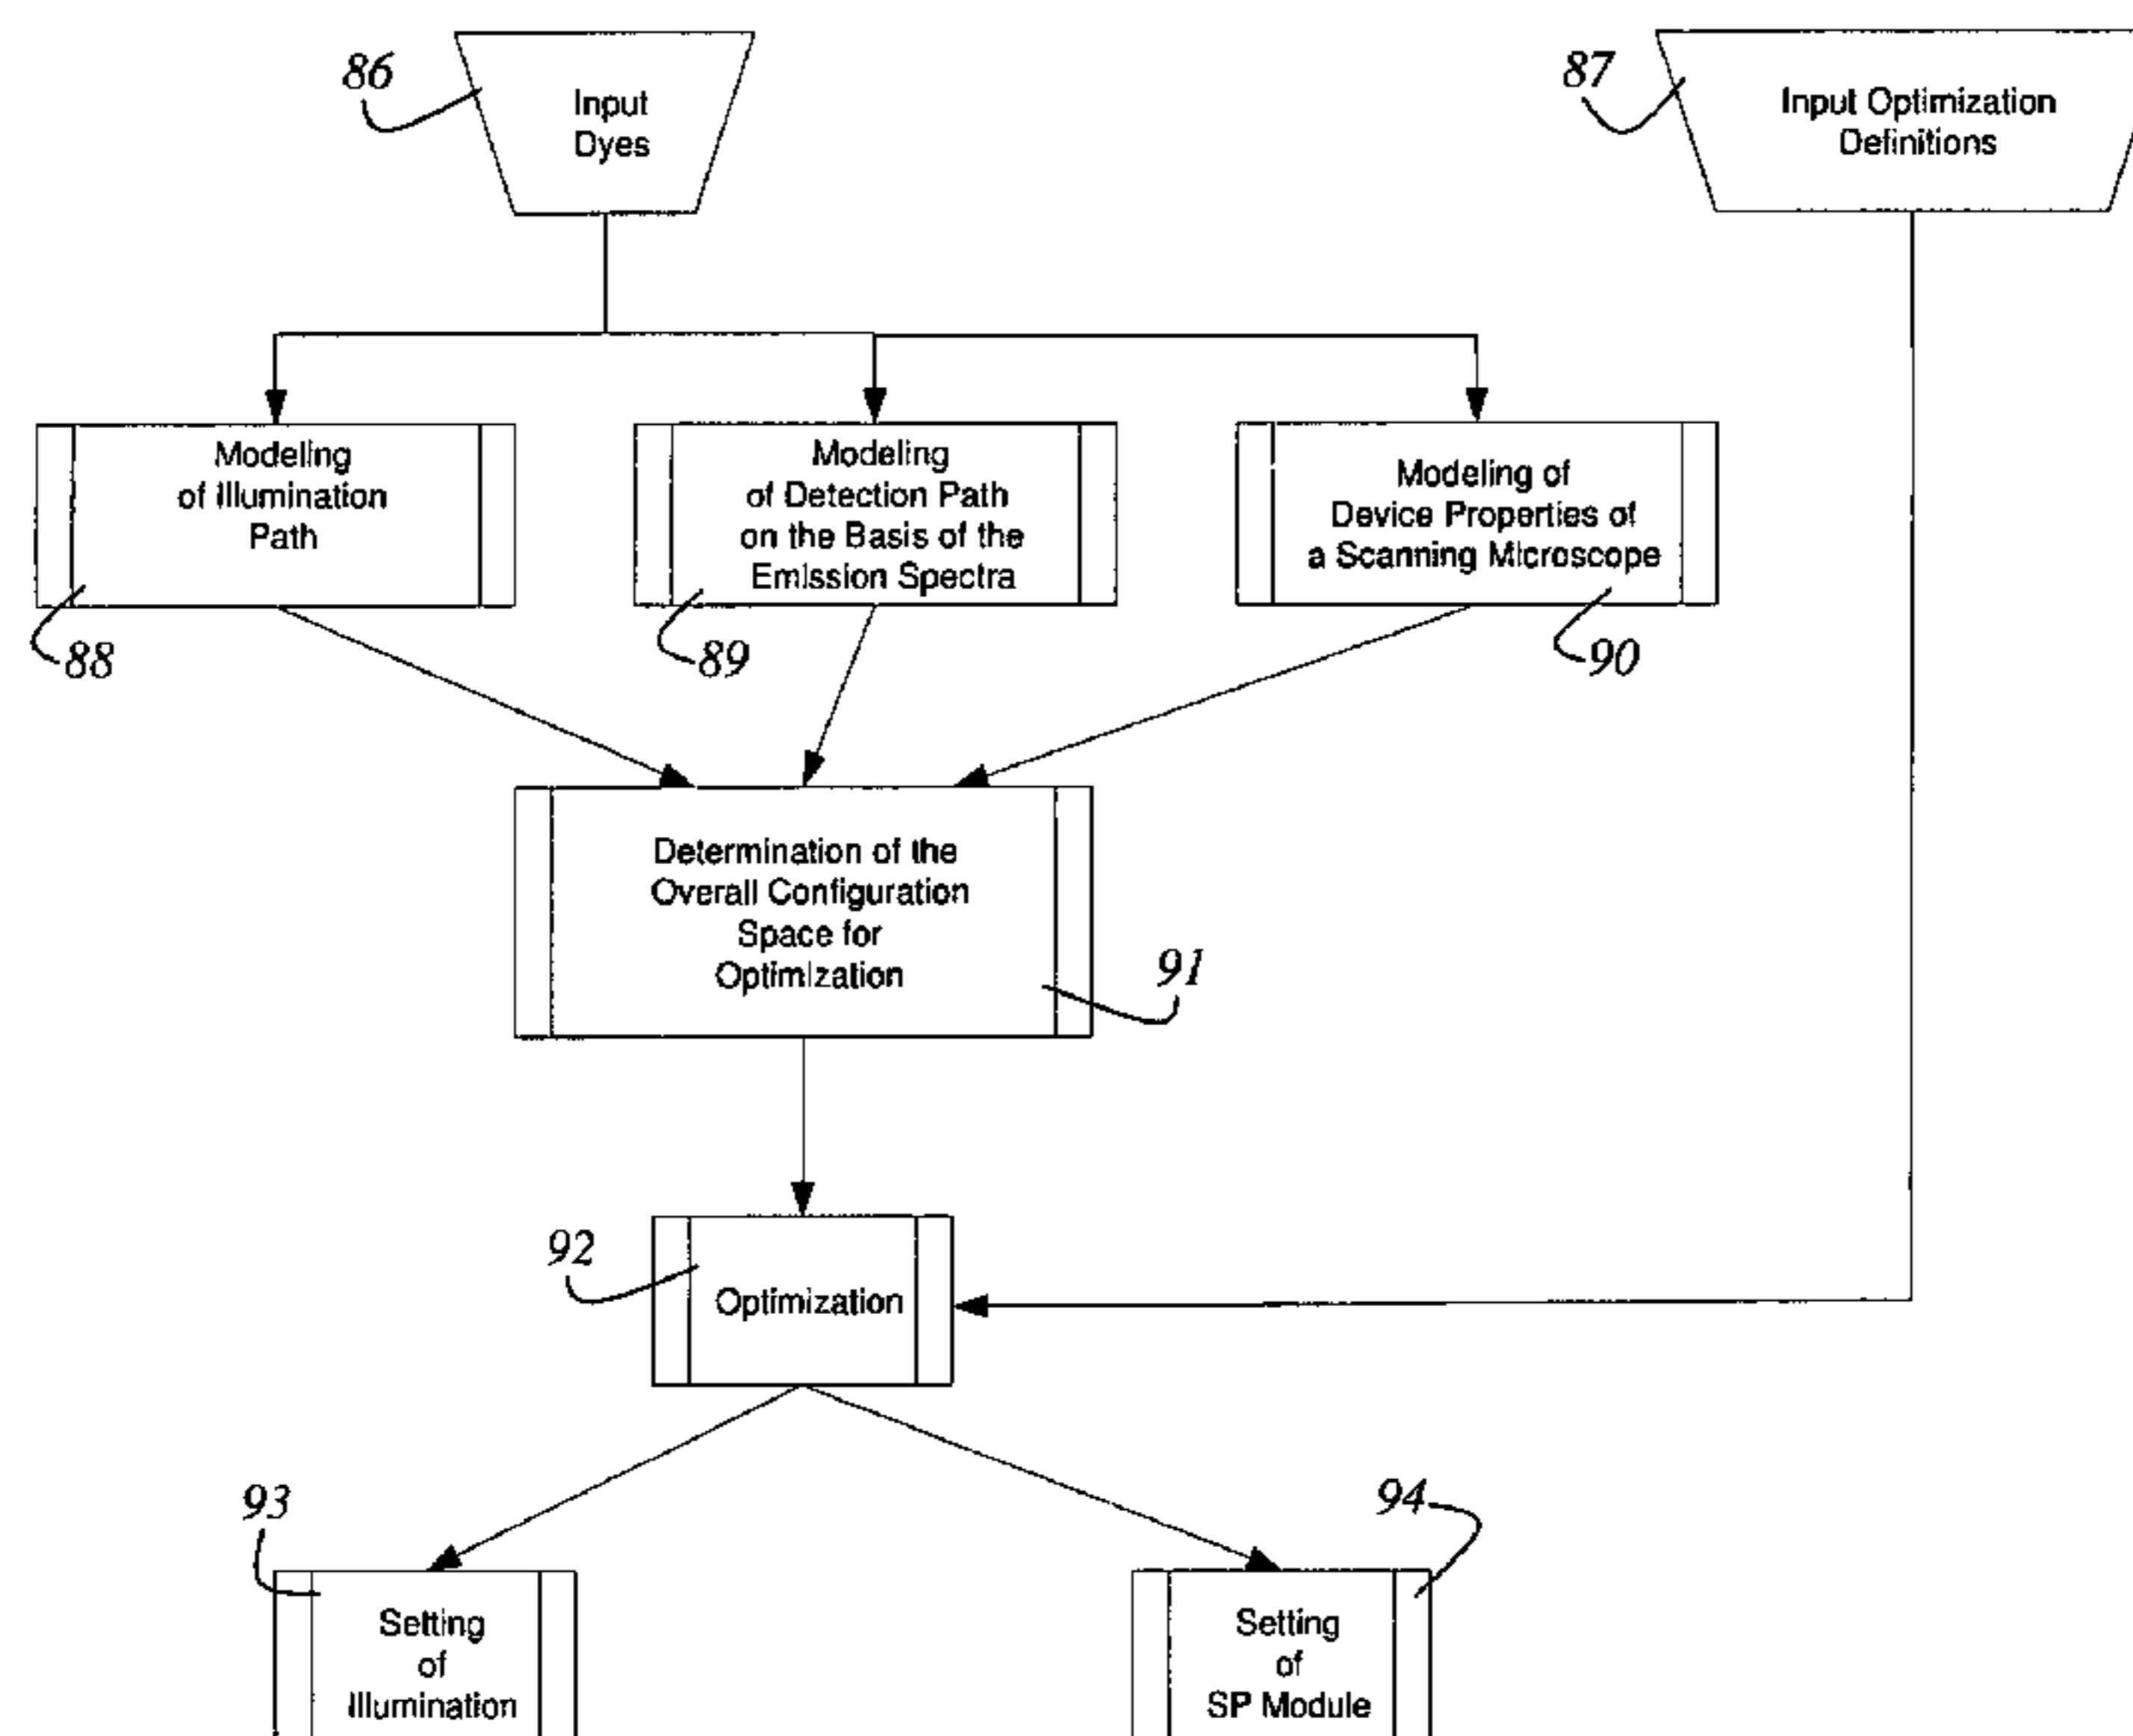 86
Input
Dyes
87
Input Optimization
Definitions
Modeling
of Illumination
Path
88
Modeling
of Detection Path
on the Basis of the
Emission Spectra
89
Modeling of
Device Properties of
a Scanning Microscope
90
Determination of the
Overall Configuration
Space for
Optimization
91
92
Optimization
93
Setting
of
Illumination
94
Setting
of
SP Module